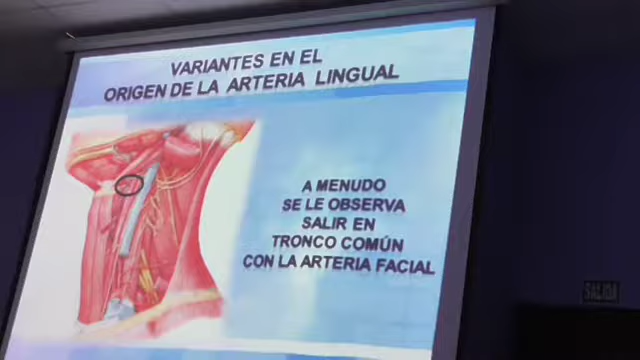 VARIANTES EN EL
ORIGEN DE LA ARTERIA LINGUAL
A MENUDO
SE LE OBSERVA
SALIR EN
TRONCO COMÚN
CON LA ARTERIA FACIAL
SALIDA